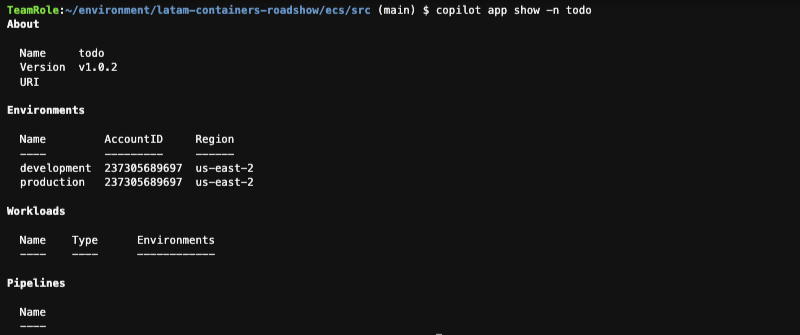 TeamRole:~/environment/latam-containers-roadshow/ecs/src (main) $ copilot app show -n todo
About
Name todo
Version v1.0.2
URI
Environments
Name AccountID Region
---- --------- ------
development 237305689697 us-east-2
production 237305689697 us-east-2
Workloads
Name Type Environments
---- ---- ------------
Pipelines
Name
----